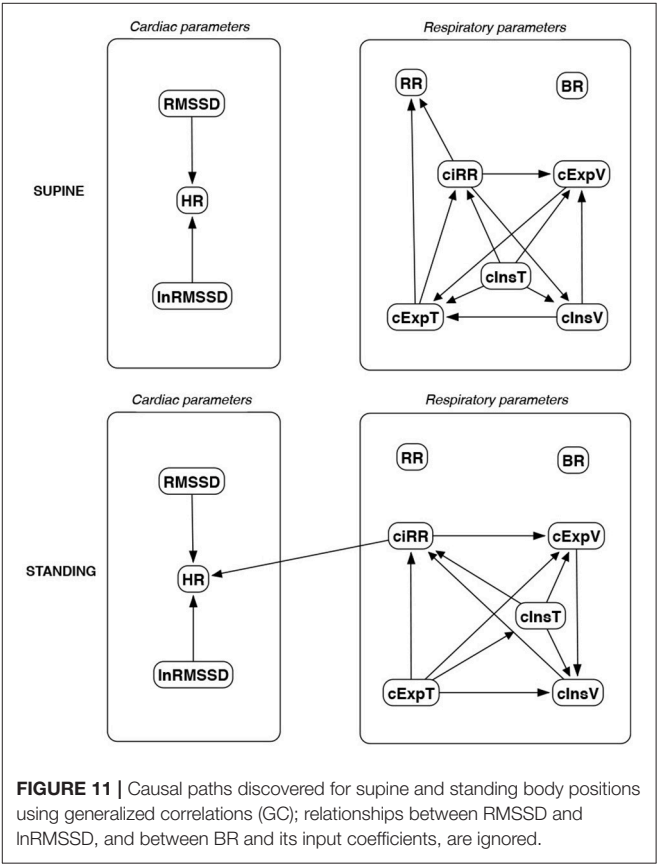 Cardiac parameters
Respiratory parameters
SUPINE
RMSSD
HR
lnRMSSD
RR
BR
ciRR
cExpV
cInsT
cExpT
cInsV
Cardiac parameters
Respiratory parameters
STANDING
RMSSD
HR
lnRMSSD
RR
BR
ciRR
cExpV
cInsT
cExpT
cInsV
FIGURE 11 | Causal paths discovered for supine and standing body positions
using generalized correlations (GC); relationships between RMSSD and
lnRMSSD, and between BR and its input coefficients, are ignored.